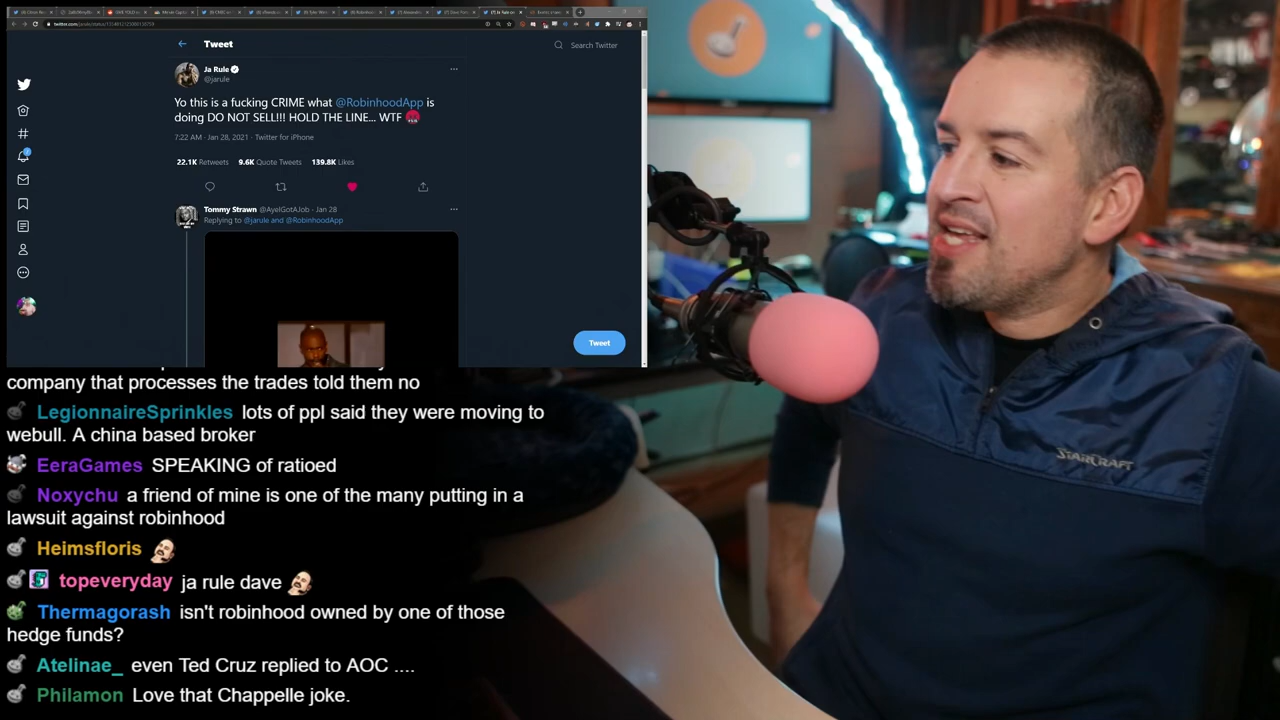 twitter.com/jarule/status/
Tweet
Search Twitter
Ja Rule
@jarule
Yo this is a fucking CRIME what @RobinhoodApp is
doing DO NOT SELL!!! HOLD THE LINE... WTF
7:22 AM · Jan 28, 2021 · Twitter for iPhone
22.1K Retweets 9.6K Quote Tweets 139.8K Likes
Tommy Strawn @AyeIGotAJob · Jan 28
Replying to @jarule and @RobinhoodApp
Tweet
company that processes the trades told them no
LegionnaireSprinkles lots of ppl said they were moving to
webull. A china based broker
EeraGames SPEAKING of ratioed
Noxychu a friend of mine is one of the many putting in a
lawsuit against robinhood
Heimsfloris
topeveryday ja rule dave
Thermagorash isn't robinhood owned by one of those
hedge funds?
Atelinae_ even Ted Cruz replied to AOC ....
Philamon Love that Chappelle joke.
STARCRAFT